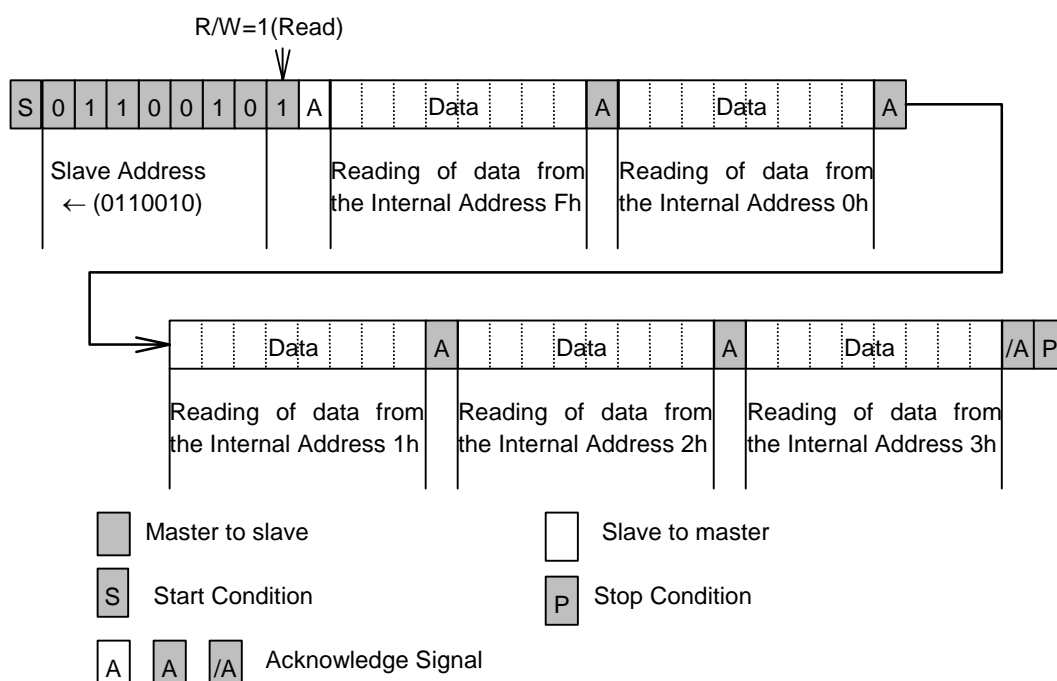 R/W=1(Read)
S 0 1 1 0 0 1 0 1 A Data A Data A
Slave Address
← (0110010)
Reading of data from
the Internal Address Fh
Reading of data from
the Internal Address 0h
Data A Data A Data /A P
Reading of data from
the Internal Address 1h
Reading of data from
the Internal Address 2h
Reading of data from
the Internal Address 3h
Master to slave
Slave to master
S Start Condition
P Stop Condition
A A /A Acknowledge Signal